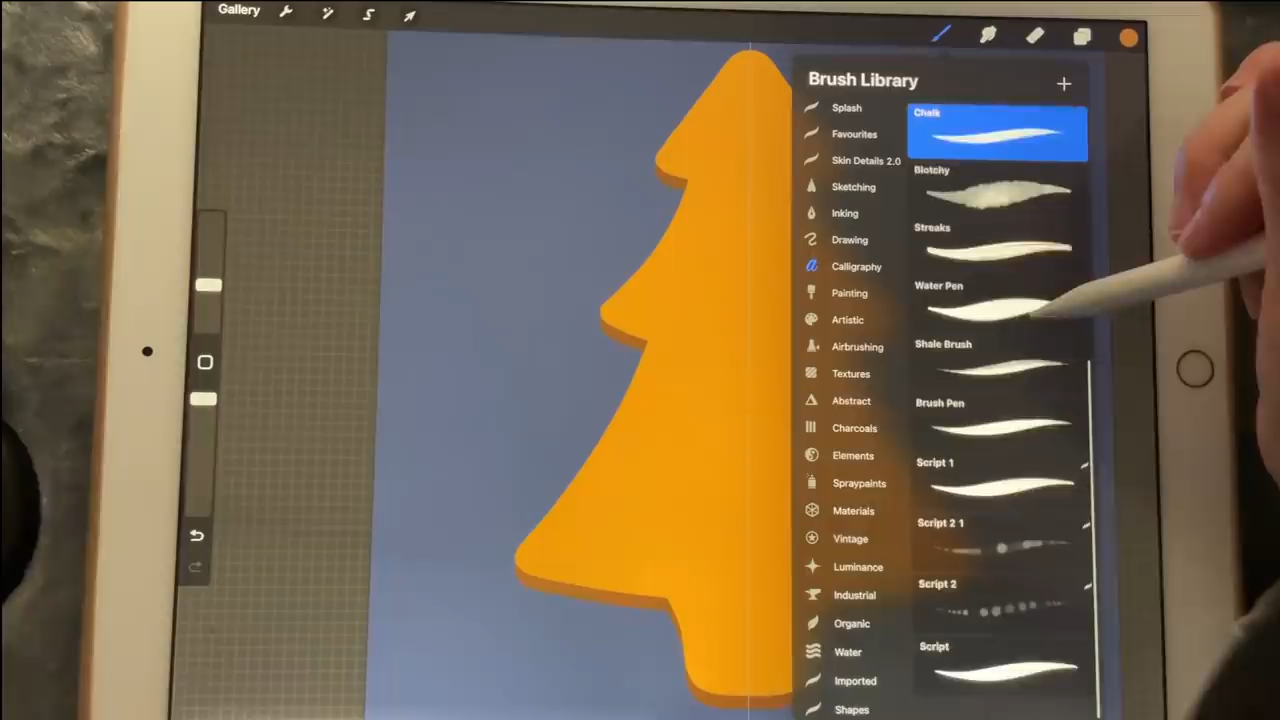 Gallery
Brush Library
Splash
Favourites
Skin Details 2.0
Sketching
Inking
Drawing
Calligraphy
Painting
Artistic
Airbrushing
Textures
Abstract
Charcoals
Elements
Spraypaints
Materials
Vintage
Luminance
Industrial
Organic
Water
Imported
Shapes
Chalk
Blotchy
Streaks
Water Pen
Shale Brush
Brush Pen
Script 1
Script 2 1
Script 2
Script